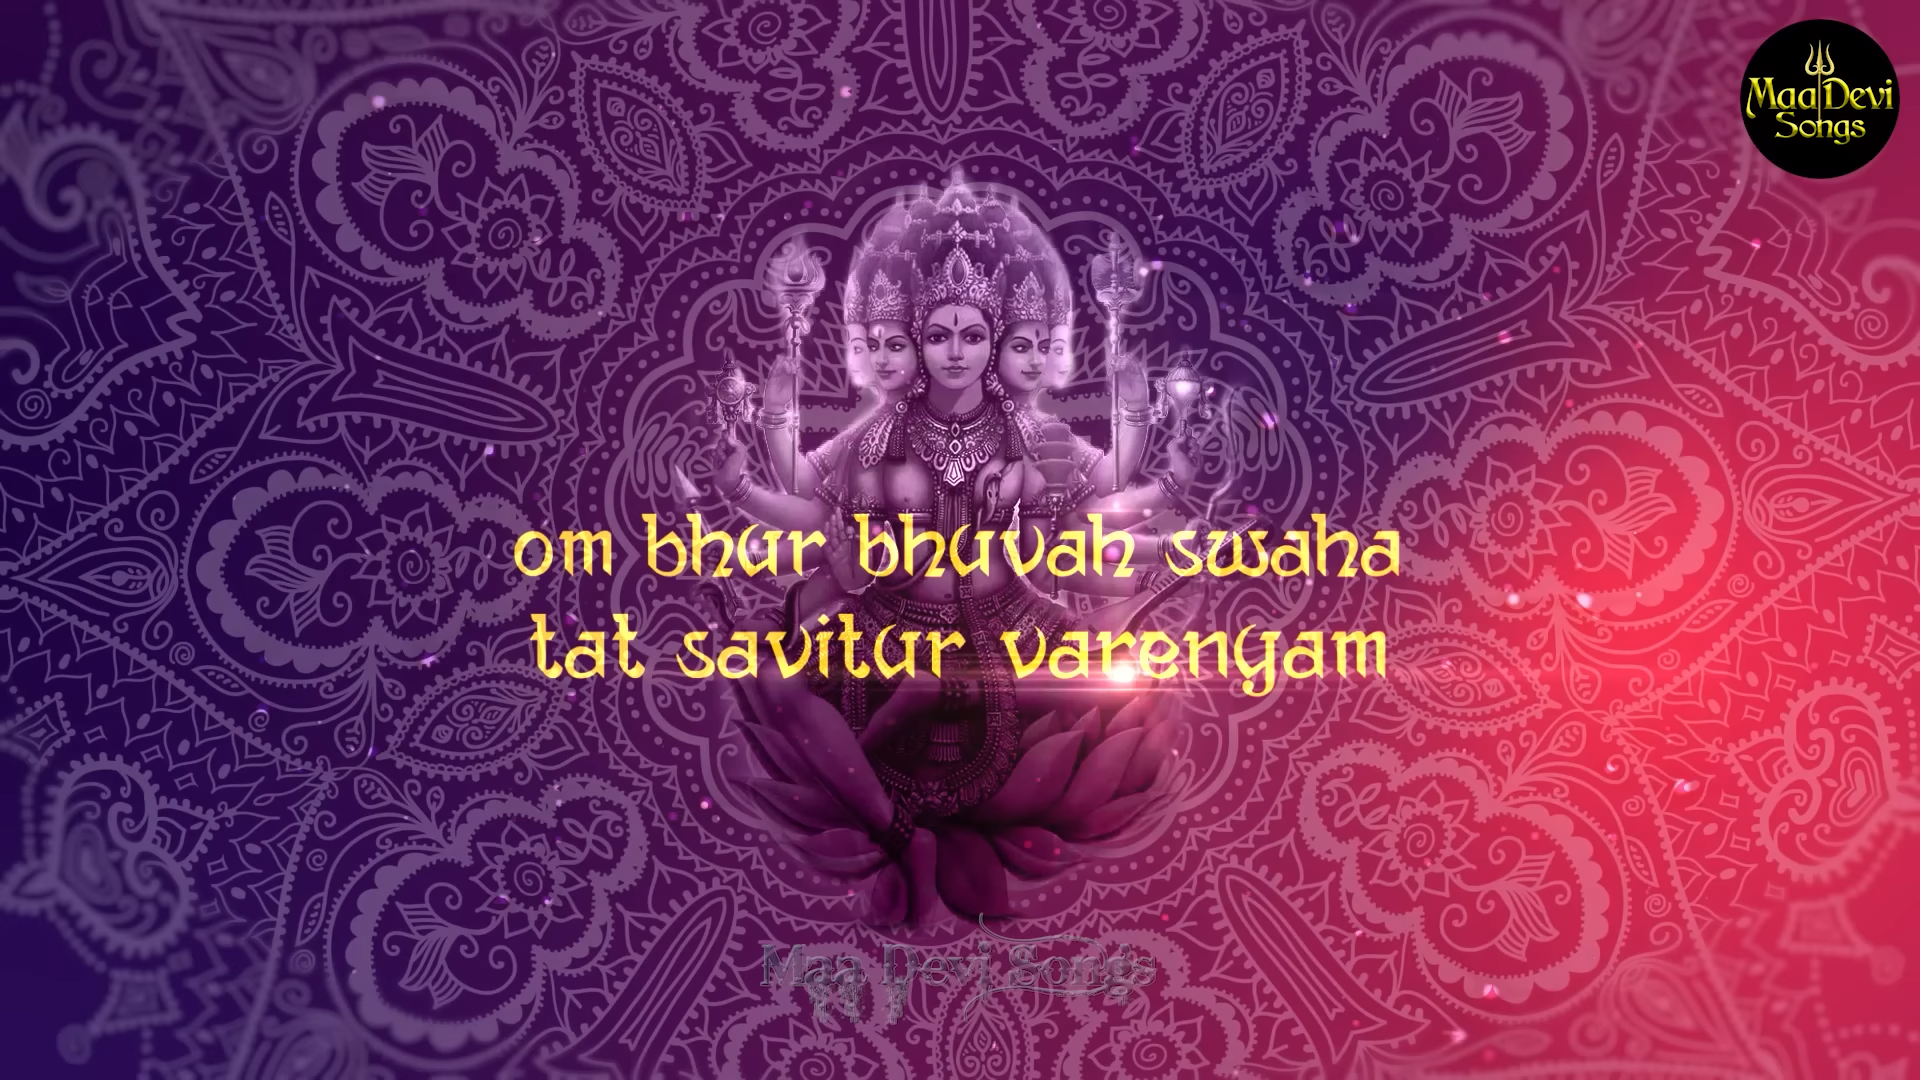 Maa Devi
Songs
om bhur bhuvah swaha
tat savitur varenyam
Maa Devi Songs